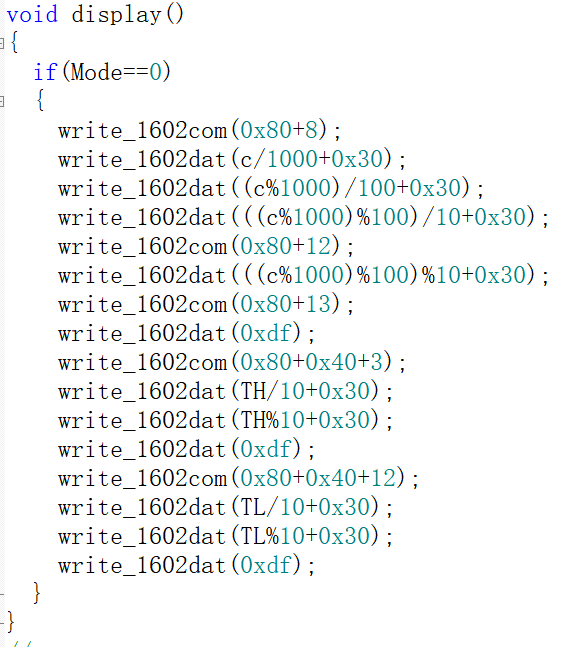 void display()
{
if(Mode==0)
{
write_1602com(0x80+8);
write_1602dat(c/1000+0x30);
write_1602dat((c%1000)/100+0x30);
write_1602dat(((c%1000)%100)/10+0x30);
write_1602com(0x80+12);
write_1602dat(((c%1000)%100)%10+0x30);
write_1602com(0x80+13);
write_1602dat(0xdf);
write_1602com(0x80+0x40+3);
write_1602dat(TH/10+0x30);
write_1602dat(TH%10+0x30);
write_1602dat(0xdf);
write_1602com(0x80+0x40+12);
write_1602dat(TL/10+0x30);
write_1602dat(TL%10+0x30);
write_1602dat(0xdf);
}
}